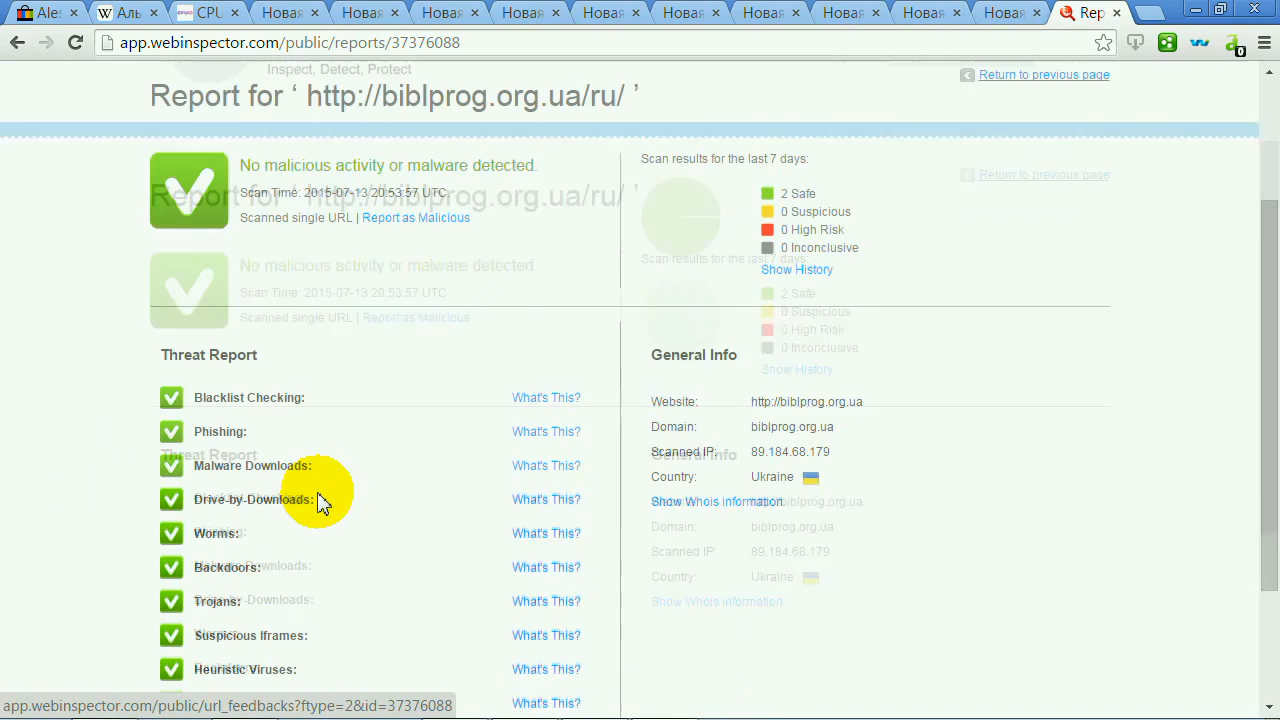 Ales
Аль
CPU
Новая
Новая
Новая
Новая
Новая
Новая
Новая
Новая
Новая
Новая
Rep
app.webinspector.com/public/reports/37376088
0
Inspect, Detect, Protect
Return to previous page
Report for ‘ http://biblprog.org.ua/ru/ ’
No malicious activity or malware detected.
Scan Time: 2015-07-13 20:53:57 UTC.
Scanned single URL | Report as Malicious
Scan results for the last 7 days:
2 Safe
0 Suspicious
0 High Risk
0 Inconclusive
Show History
Threat Report
Blacklist Checking: What's This?
Phishing: What's This?
Malware Downloads: What's This?
Drive-by-Downloads: What's This?
Worms: What's This?
Backdoors: What's This?
Trojans: What's This?
Suspicious Iframes: What's This?
Heuristic Viruses: What's This?
What's This?
General Info
Website: http://biblprog.org.ua
Domain: biblprog.org.ua
Scanned IP: 89.184.68.179
Country: Ukraine
Show Whois information
app.webinspector.com/public/url_feedbacks?ftype=2&id=37376088